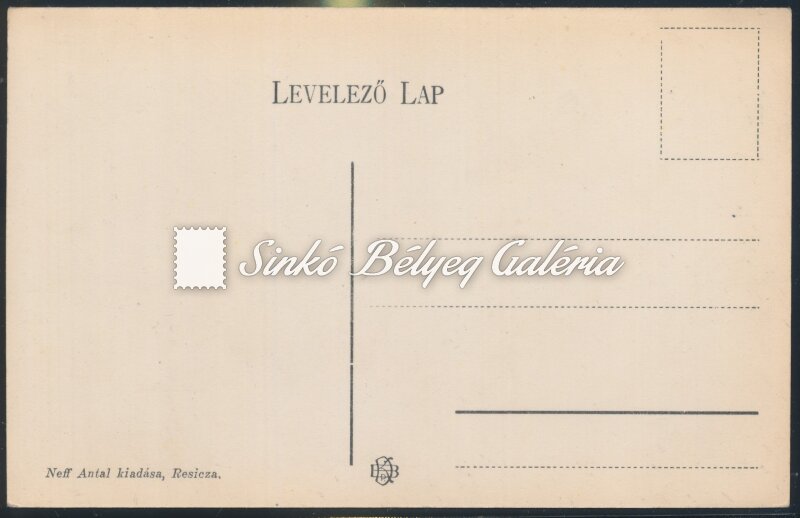 LEVELEZŐ LAP
Sinkó Bélyeg Galéria
Neff Antal kiadása, Resicza.